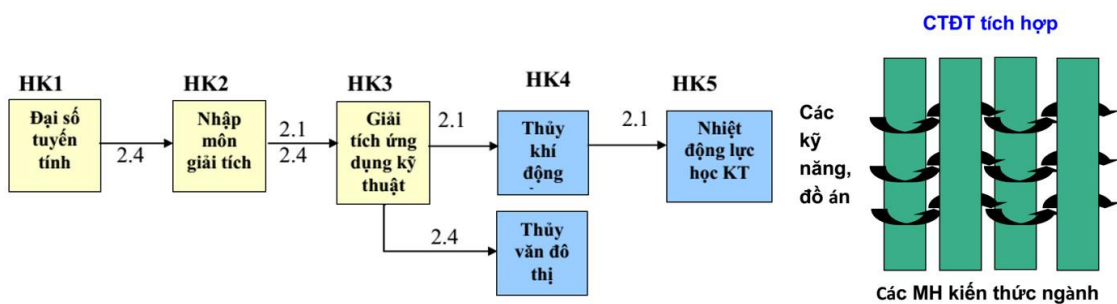 CTĐT tích hợp
HK1
HK2
HK3
HK4
HK5
Đại số
tuyến
tính
2.4
Nhập
môn
giải tích
2.1
2.4
Giải
tích ứng
dụng kỹ
thuật
2.1
Thủy
khí
động
2.1
Nhiệt
động lực
học KT
2.4
Thủy
văn đô
thị
Các
kỹ
năng,
đồ án
Các MH kiến thức ngành